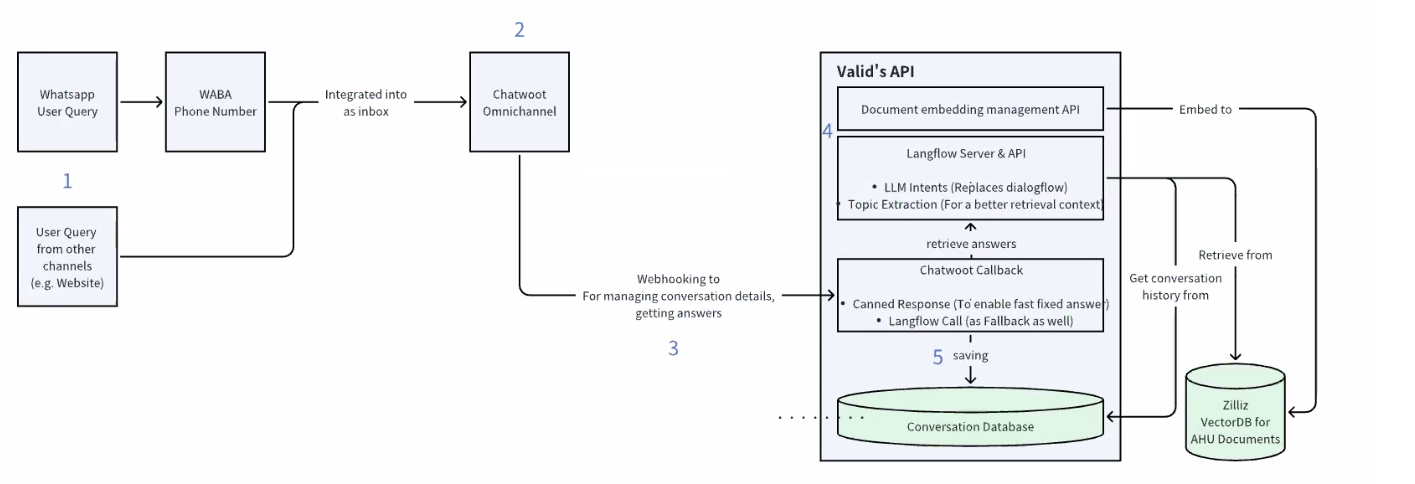 2
Whatsapp
User Query
WABA
Phone Number
Integrated into
as inbox
Chatwoot
Omnichannel
1
User Query
from other
channels
(e.g. Website)
Webhooking to
For managing conversation details,
getting answers
3
Valid's API
Document embedding management API
4
Langflow Server & API
• LLM Intents (Replaces dialogflow)
• Topic Extraction (For a better retrieval context)
retrieve answers
Chatwoot Callback
• Canned Response (To enable fast fixed answer)
• Langflow Call (as Fallback as well)
5
saving
Conversation Database
Embed to
Retrieve from
Get conversation
history from
Zilliz
VectorDB for
AHU Documents